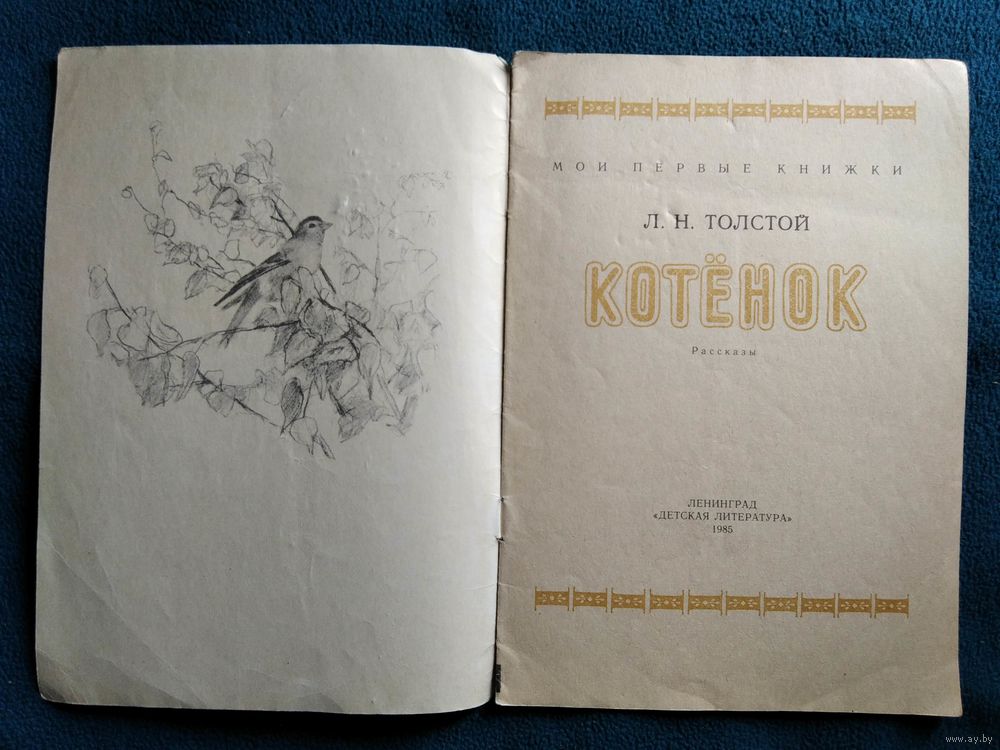 МОИ ПЕРВЫЕ КНИЖКИ
Л. Н. ТОЛСТОЙ
КОТЁНОК
Рассказы
ЛЕНИНГРАД
«ДЕТСКАЯ ЛИТЕРАТУРА»
1985
www.ay.by